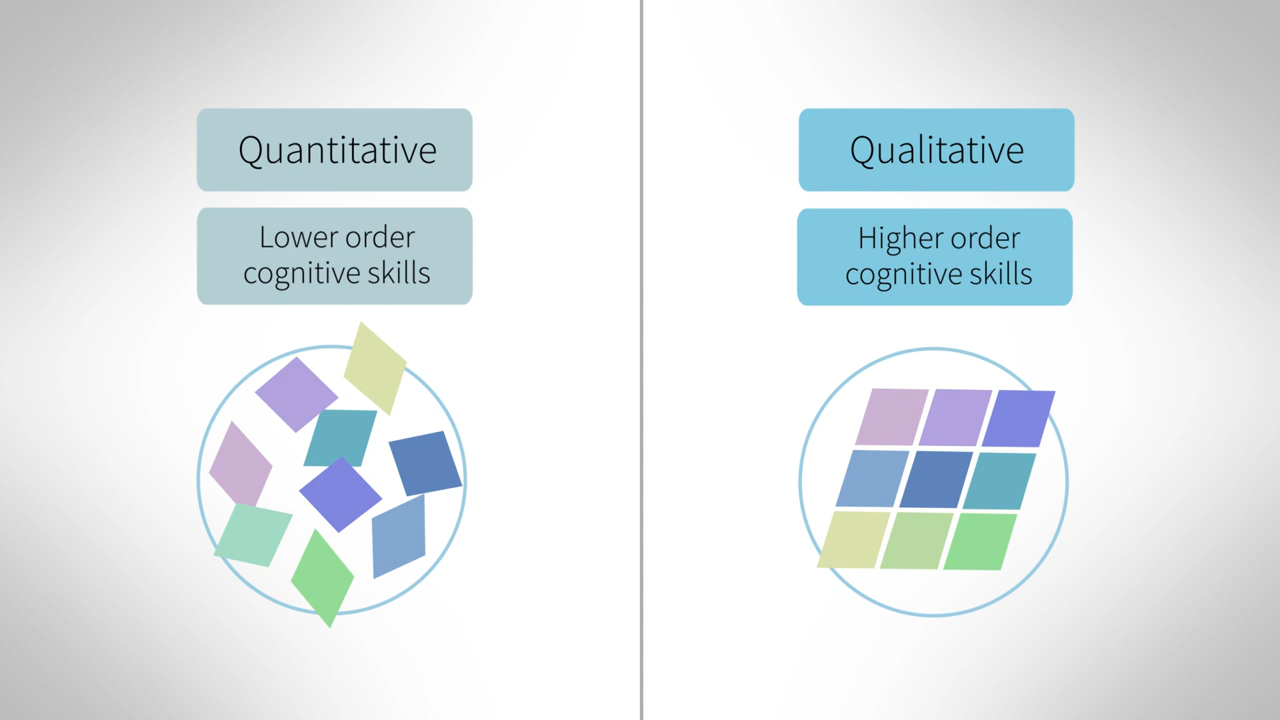 Quantitative
Lower order
cognitive skills
Qualitative
Higher order
cognitive skills